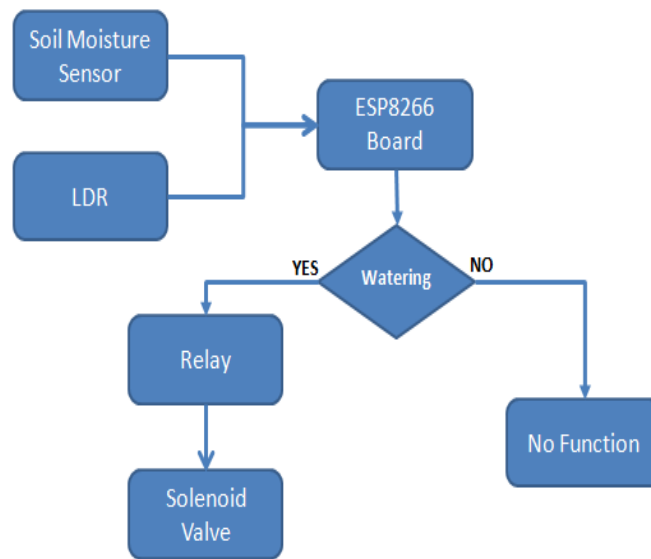 Soil Moisture
Sensor
ESP8266
Board
LDR
YES
Watering
NO
Relay
No Function
Solenoid
Valve